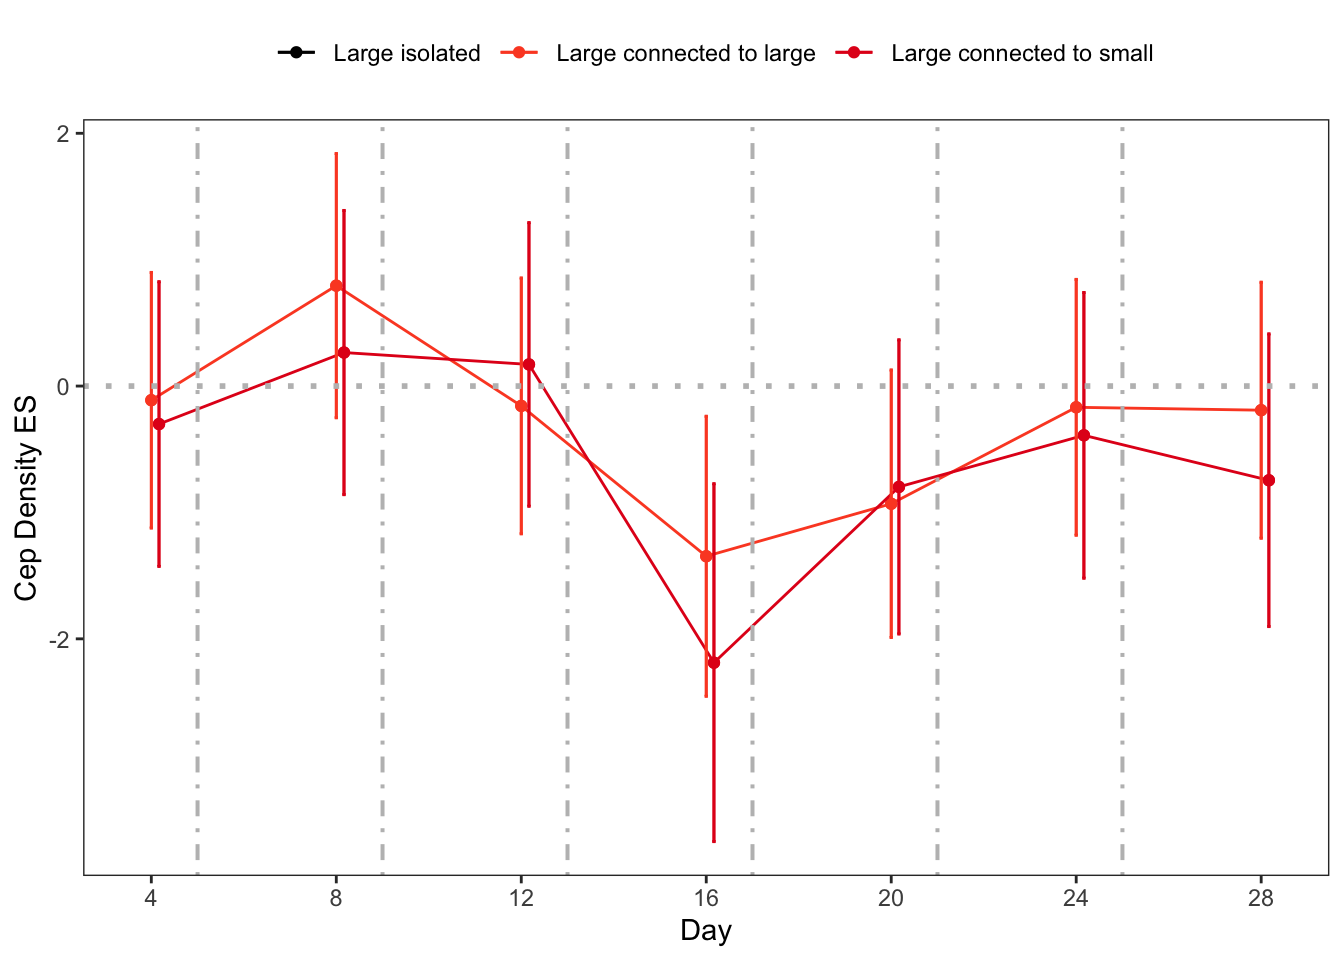 Large isolated Large connected to large Large connected to small
2
0
-2
Cep Density ES
4 8 12 16 20 24 28
Day